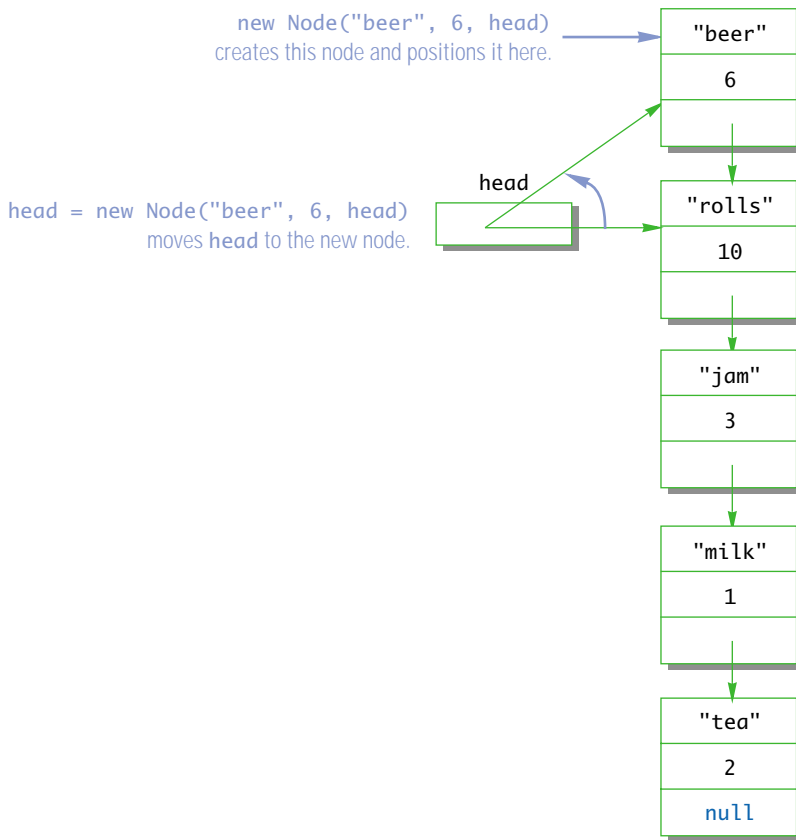 new Node("beer", 6, head)
creates this node and positions it here.
"beer"
6
head
head = new Node("beer", 6, head)
moves head to the new node.
"rolls"
10
"jam"
3
"milk"
1
"tea"
2
null